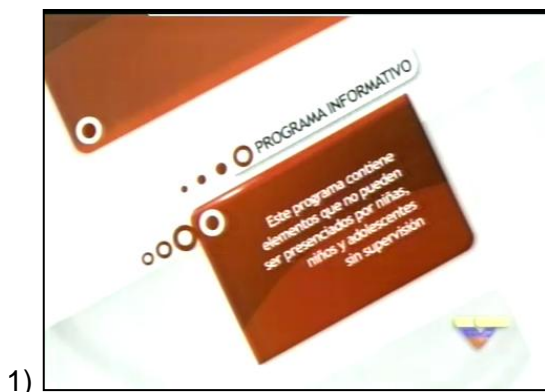 PROGRAMA INFORMATIVO
Este programa contiene
elementos que no pueden
ser presenciados por niñas,
niños y adolescentes
sin supervisión
1)